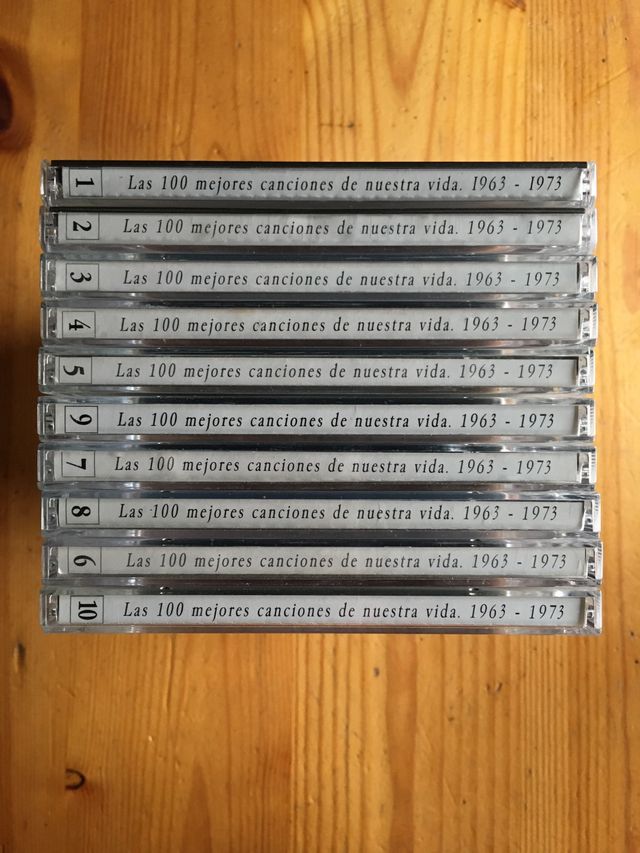 1 Las 100 mejores canciones de nuestra vida. 1963 - 1973
2 Las 100 mejores canciones de nuestra vida. 1963 - 1973
3 Las 100 mejores canciones de nuestra vida. 1963 - 1973
4 Las 100 mejores canciones de nuestra vida. 1963 - 1973
5 Las 100 mejores canciones de nuestra vida. 1963 - 1973
6 Las 100 mejores canciones de nuestra vida. 1963 - 1973
7 Las 100 mejores canciones de nuestra vida. 1963 - 1973
8 Las 100 mejores canciones de nuestra vida. 1963 - 1973
9 Las 100 mejores canciones de nuestra vida. 1963 - 1973
10 Las 100 mejores canciones de nuestra vida. 1963 - 1973